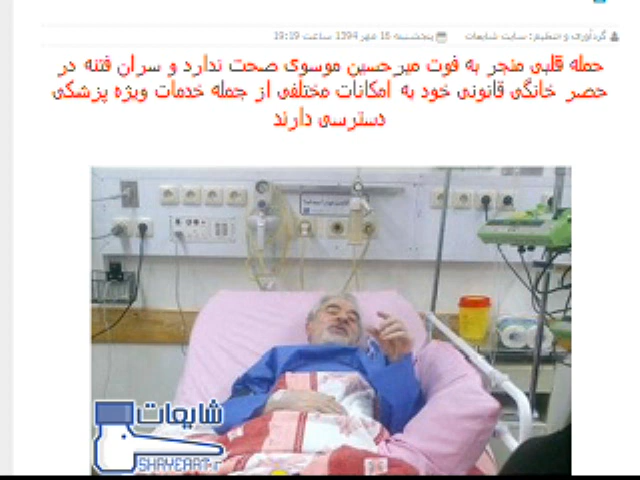 گردآوری و تنظیم: سایت شایعات
پنجشنبه 16 مهر 1394 ساعت 19:19
حمله قلبی منجر به فوت میرحسین موسوی صحت ندارد و سران فتنه در
حصر خانگی قانونی خود به امکانات مختلفی از جمله خدمات ویژه پزشکی
دسترسی دارند
شایعات
SHAYEAAT.ir